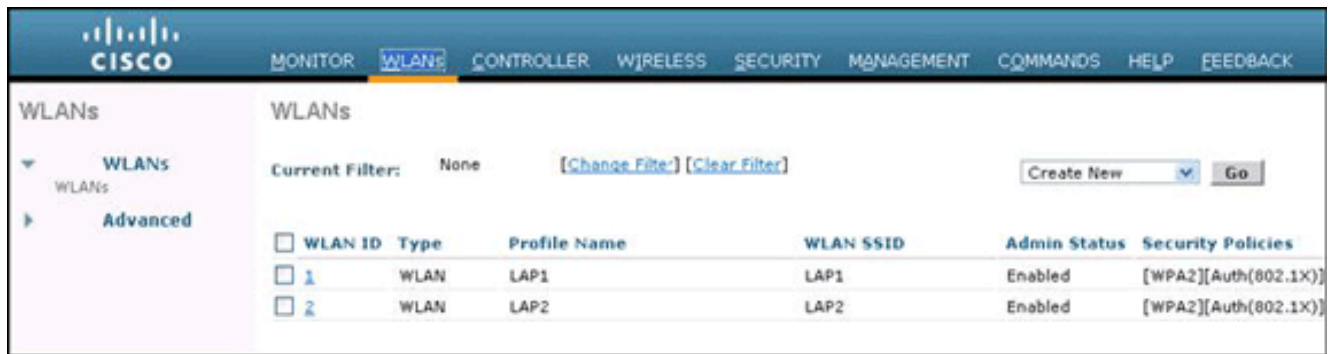 CISCO
MONITOR WLANs CONTROLLER WIRELESS SECURITY MANAGEMENT COMMANDS HELP FEEDBACK
WLANs
WLANs
WLANs
Advanced
WLANs
Current Filter: None [Change Filter] [Clear Filter]
Create New Go
WLAN ID Type Profile Name WLAN SSID Admin Status Security Policies
1 WLAN LAP1 LAP1 Enabled [WPA2][Auth(802.1X)]
2 WLAN LAP2 LAP2 Enabled [WPA2][Auth(802.1X)]